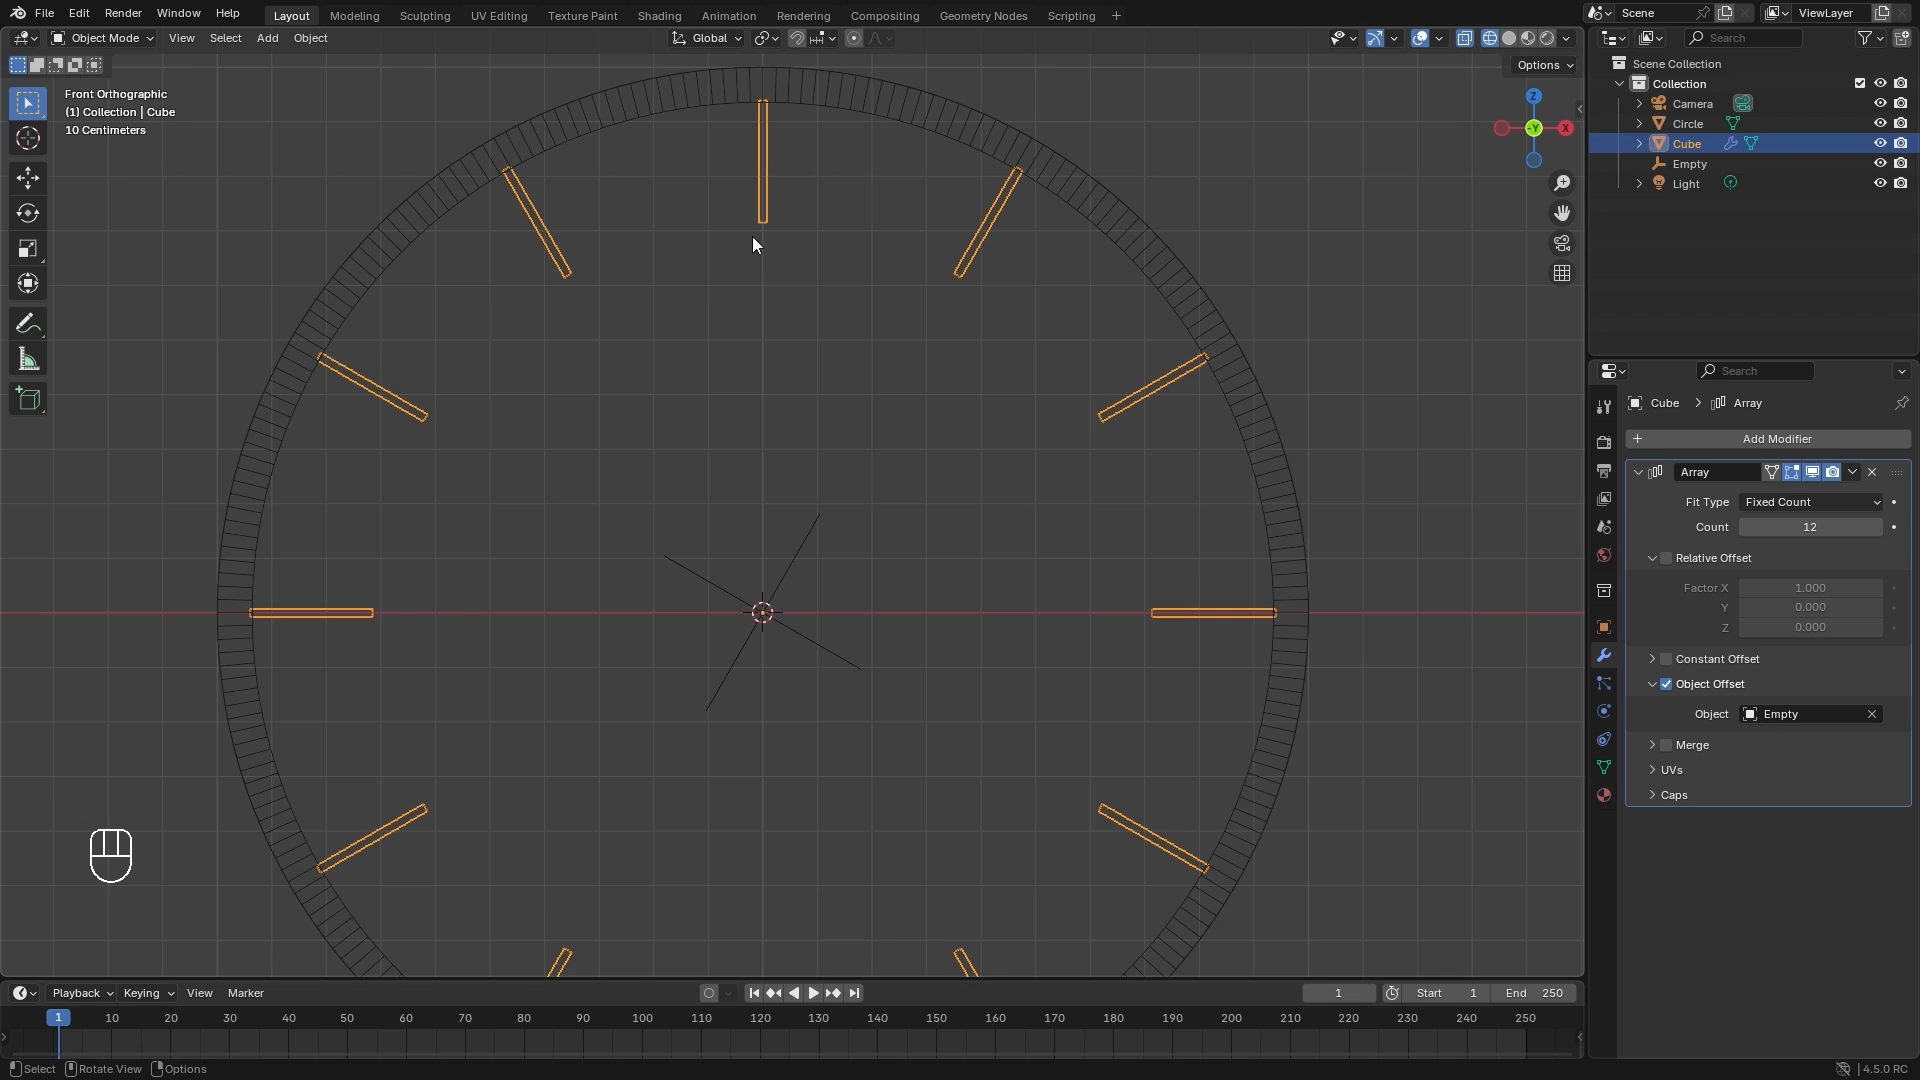 File Edit Render Window Help Layout Modeling Sculpting UV Editing Texture Paint Shading Animation Rendering Compositing Geometry Nodes Scripting + Scene ViewLayer
Object Mode View Select Add Object Global Search
Options
Front Orthographic
(1) Collection | Cube
10 Centimeters
Z
-Y X
Scene Collection
Collection
Camera
Circle
Cube
Empty
Light
Search
Cube > Array
+ Add Modifier
Array
Fit Type Fixed Count
Count 12
Relative Offset
Factor X 1.000
Y 0.000
Z 0.000
Constant Offset
Object Offset
Object Empty
Merge
UVs
Caps
Playback Keying View Marker 1 Start 1 End 250
1 10 20 30 40 50 60 70 80 90 100 110 120 130 140 150 160 170 180 190 200 210 220 230 240 250
Select Rotate View Options 4.5.0 RC